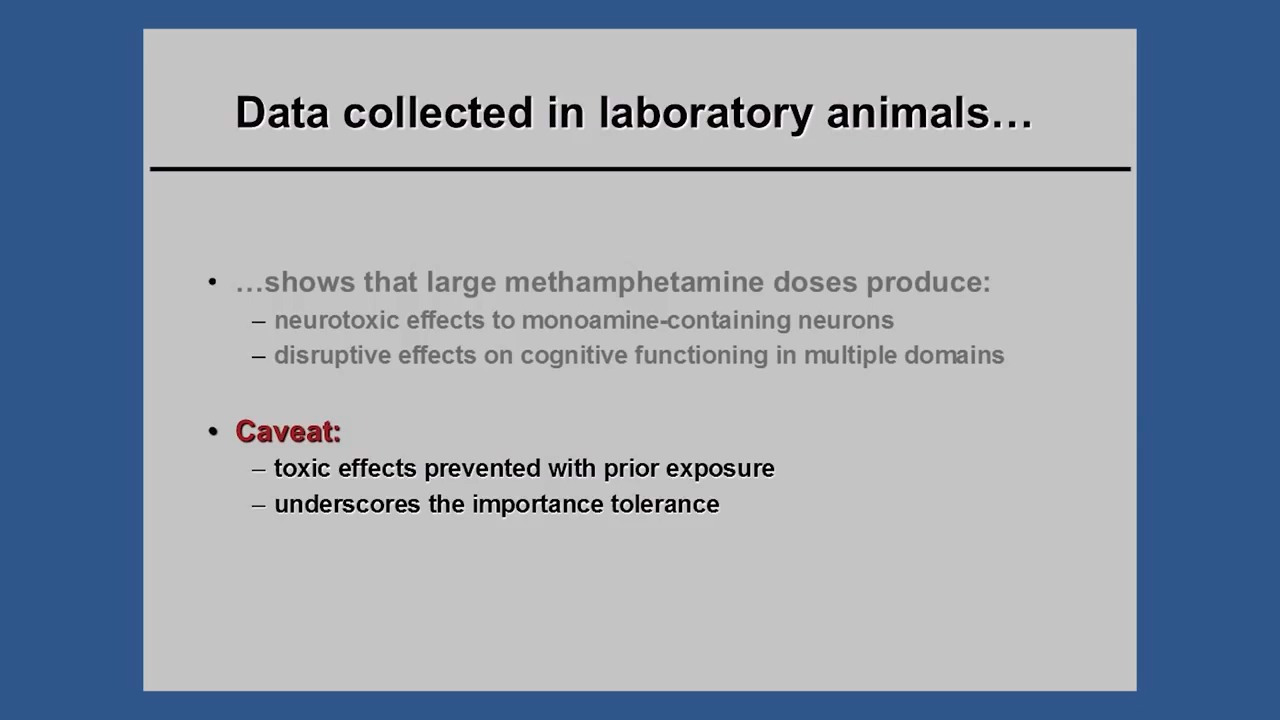 Data collected in laboratory animals…
• …shows that large methamphetamine doses produce:
– neurotoxic effects to monoamine-containing neurons
– disruptive effects on cognitive functioning in multiple domains
• Caveat:
– toxic effects prevented with prior exposure
– underscores the importance tolerance